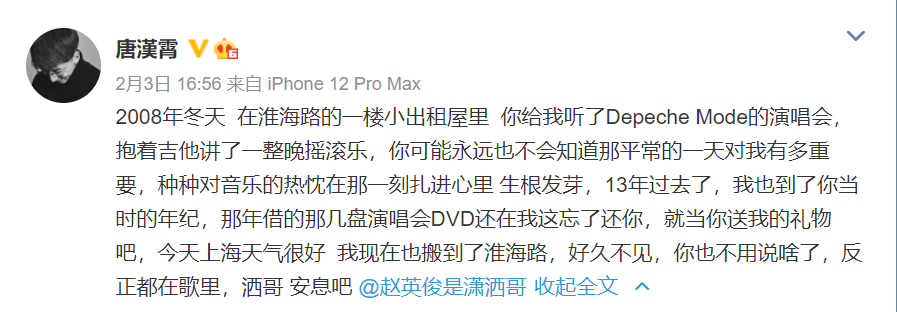 唐漢霄
2月3日 16:56 来自 iPhone 12 Pro Max
2008年冬天 在淮海路的一楼小出租屋里 你给我听了Depeche Mode的演唱会，
抱着吉他讲了一整晚摇滚乐，你可能永远也不会知道那平常的一天对我有多重
要，种种对音乐的热忱在那一刻扎进心里 生根发芽，13年过去了，我也到了你当
时的年纪，那年借的那几盘演唱会DVD还在我这忘了还你，就当你送我的礼物
吧，今天上海天气很好 我现在也搬到了淮海路，好久不见，你也不用说啥了，反
正都在歌里，洒哥 安息吧 @赵英俊是潇洒哥 收起全文